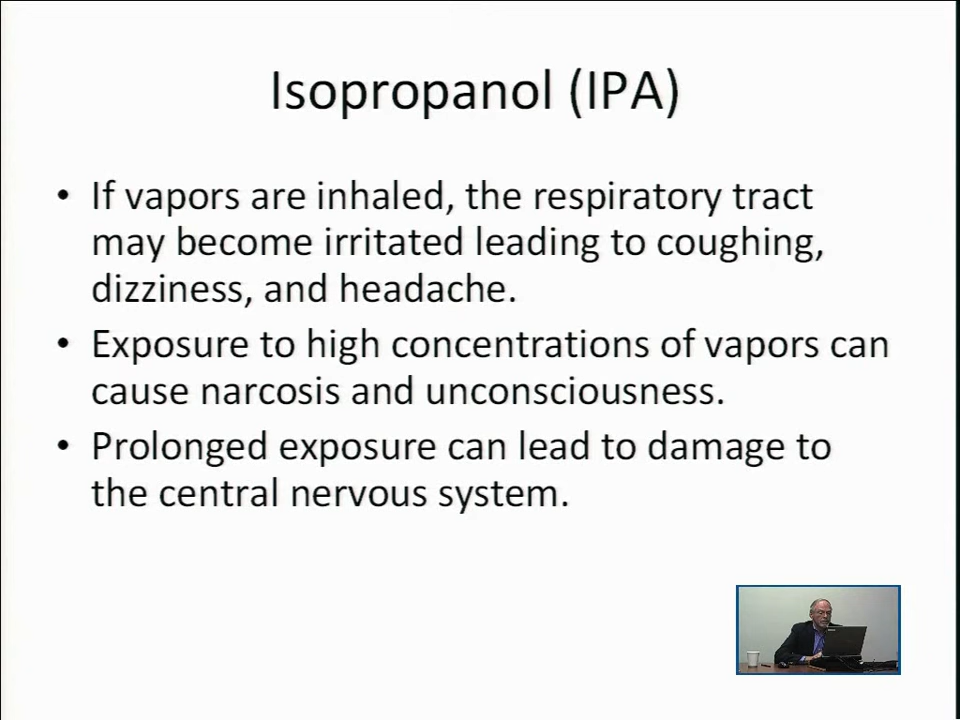 Isopropanol (IPA)
• If vapors are inhaled, the respiratory tract
may become irritated leading to coughing,
dizziness, and headache.
• Exposure to high concentrations of vapors can
cause narcosis and unconsciousness.
• Prolonged exposure can lead to damage to
the central nervous system.